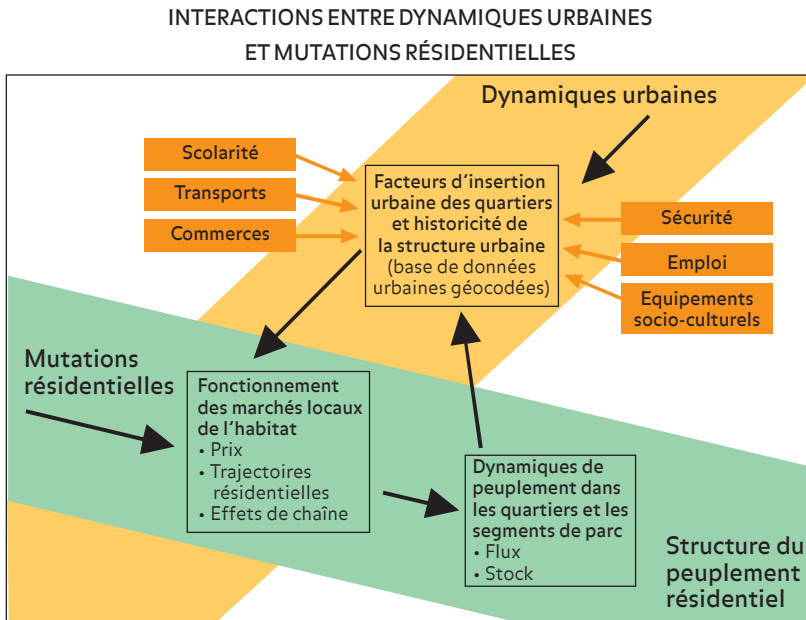 INTERACTIONS ENTRE DYNAMIQUES URBAINES
ET MUTATIONS RÉSIDENTIELLES
Dynamiques urbaines
Scolarité
Transports
Commerces
Facteurs d'insertion
urbaine des quartiers
et historicité de
la structure urbaine
(base de données
urbaines géocodées)
Sécurité
Emploi
Equipements
socio-culturels
Mutations
résidentielles
Fonctionnement
des marchés locaux
de l'habitat
• Prix
• Trajectoires
résidentielles
• Effets de chaîne
Dynamiques de
peuplement dans
les quartiers et les
segments de parc
• Flux
• Stock
Structure du
peuplement
résidentiel